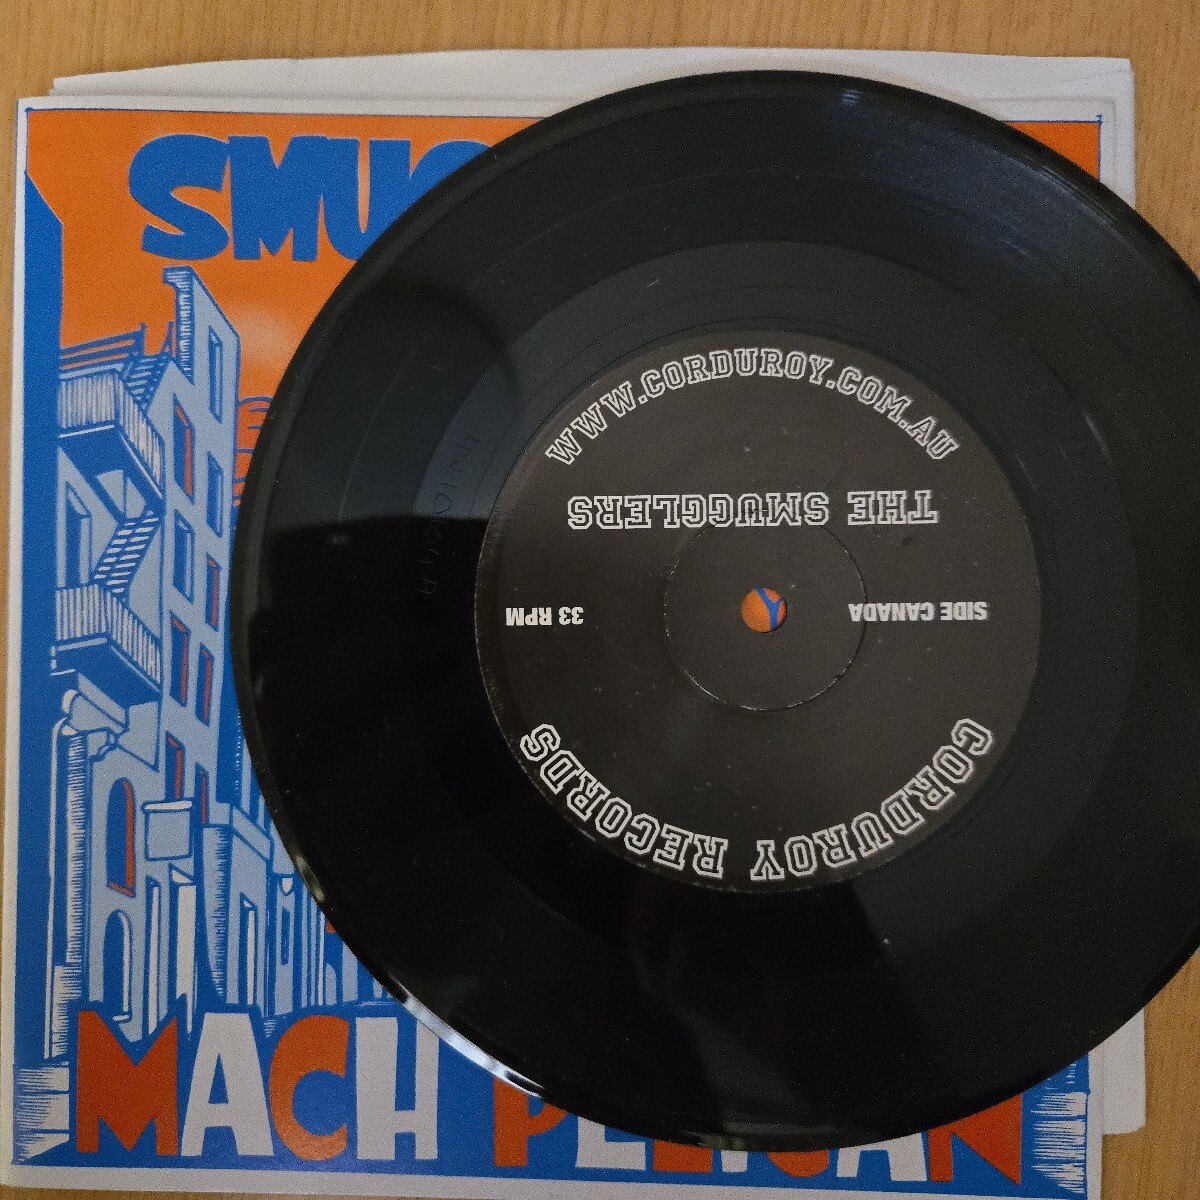 SMUG
WWW.CORDUROY.COM.AU
THE SMUGGLERS
SIDE CANADA
33 RPM
CORDUROY RECORDS
MACH PELICAN